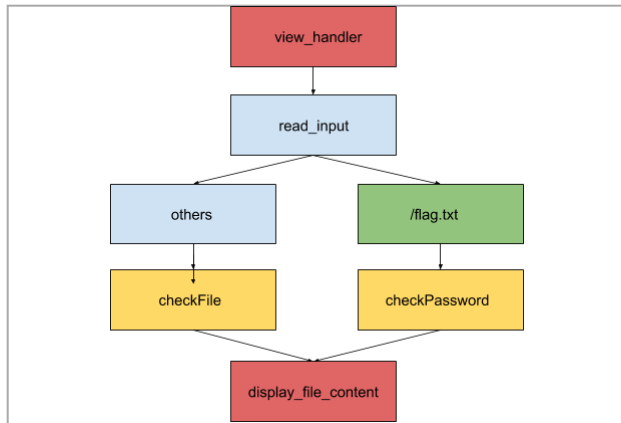 view_handler
read_input
others
/flag.txt
checkFile
checkPassword
display_file_content